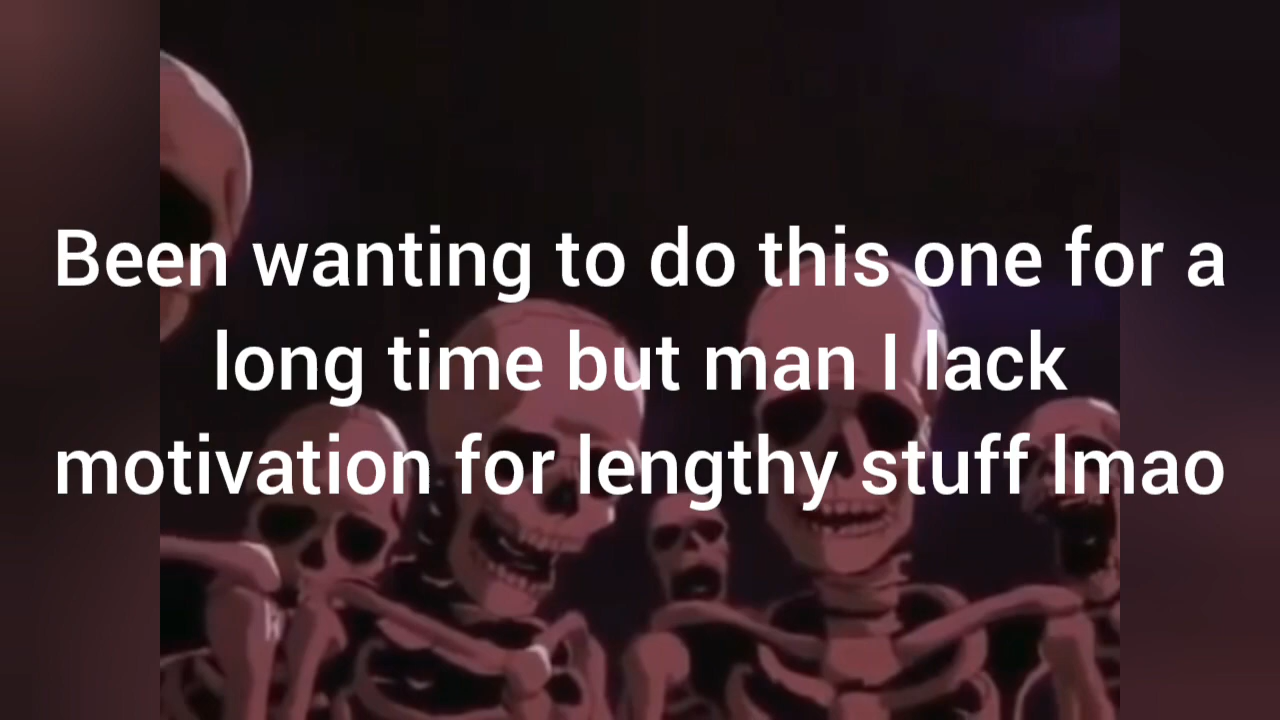 Been wanting to do this one for a
long time but man I lack
motivation for lengthy stuff lmao